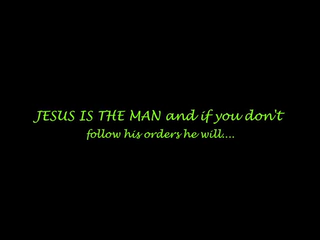 JESUS IS THE MAN and if you don't
follow his orders he will....